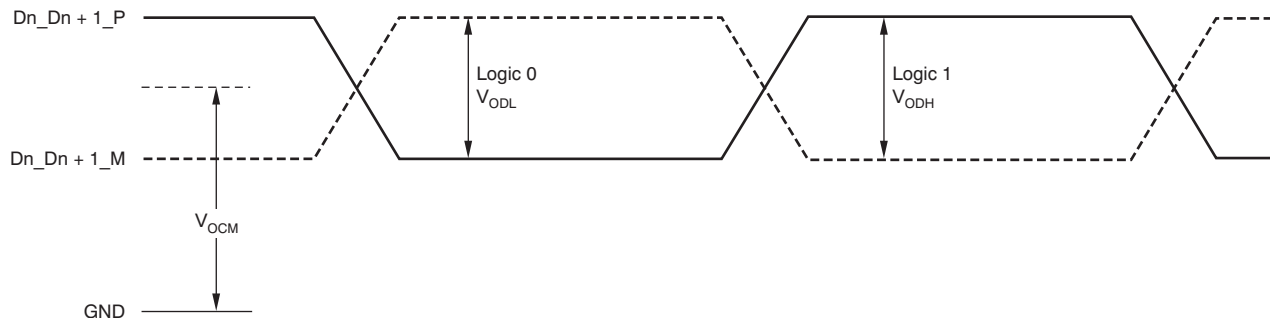 Dn_Dn + 1_P
Logic 0
V_ODL
Logic 1
V_ODH
Dn_Dn + 1_M
V_OCM
GND